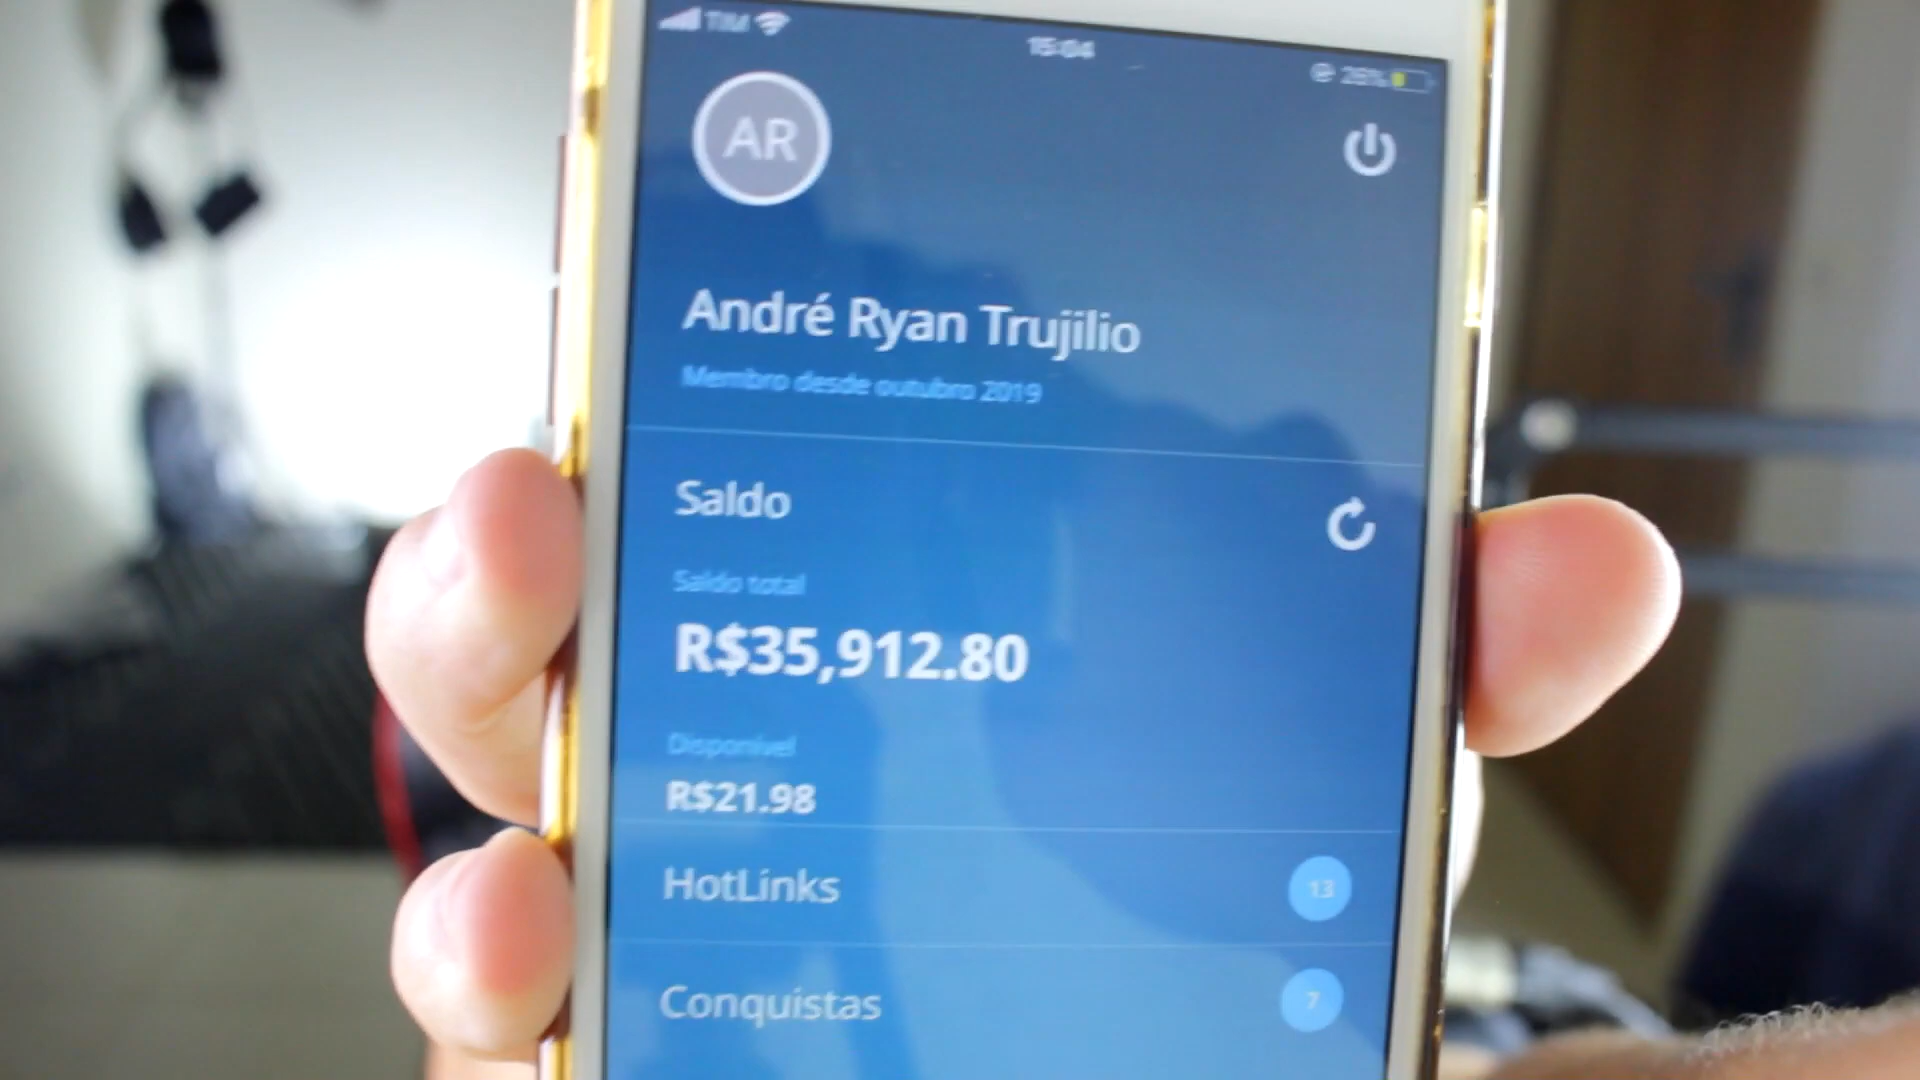 TIM
15:04
26%
AR
André Ryan Trujilio
Membro desde outubro 2019
Saldo
Saldo total
R$35,912.80
Disponível
R$21.98
HotLinks
13
Conquistas
7